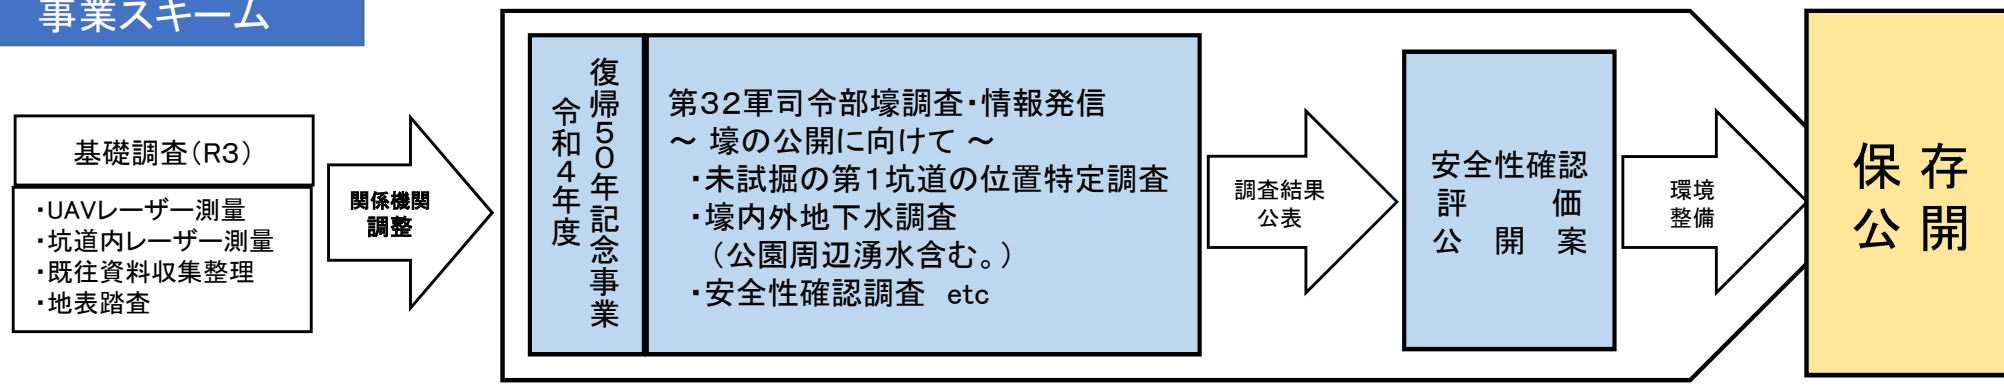 事業スキーム
基礎調査(R3)
・UAVレーザー測量
・坑道内レーザー測量
・既往資料収集整理
・地表踏査
関係機関
調整
復帰50年記念事業
令和4年度
第32軍司令部壕調査・情報発信
～ 壕の公開に向けて ～
・未試掘の第1坑道の位置特定調査
・壕内外地下水調査
(公園周辺湧水含む。)
・安全性確認調査 etc
調査結果
公表
安全性確認
評価
公開案
環境
整備
保存
公開